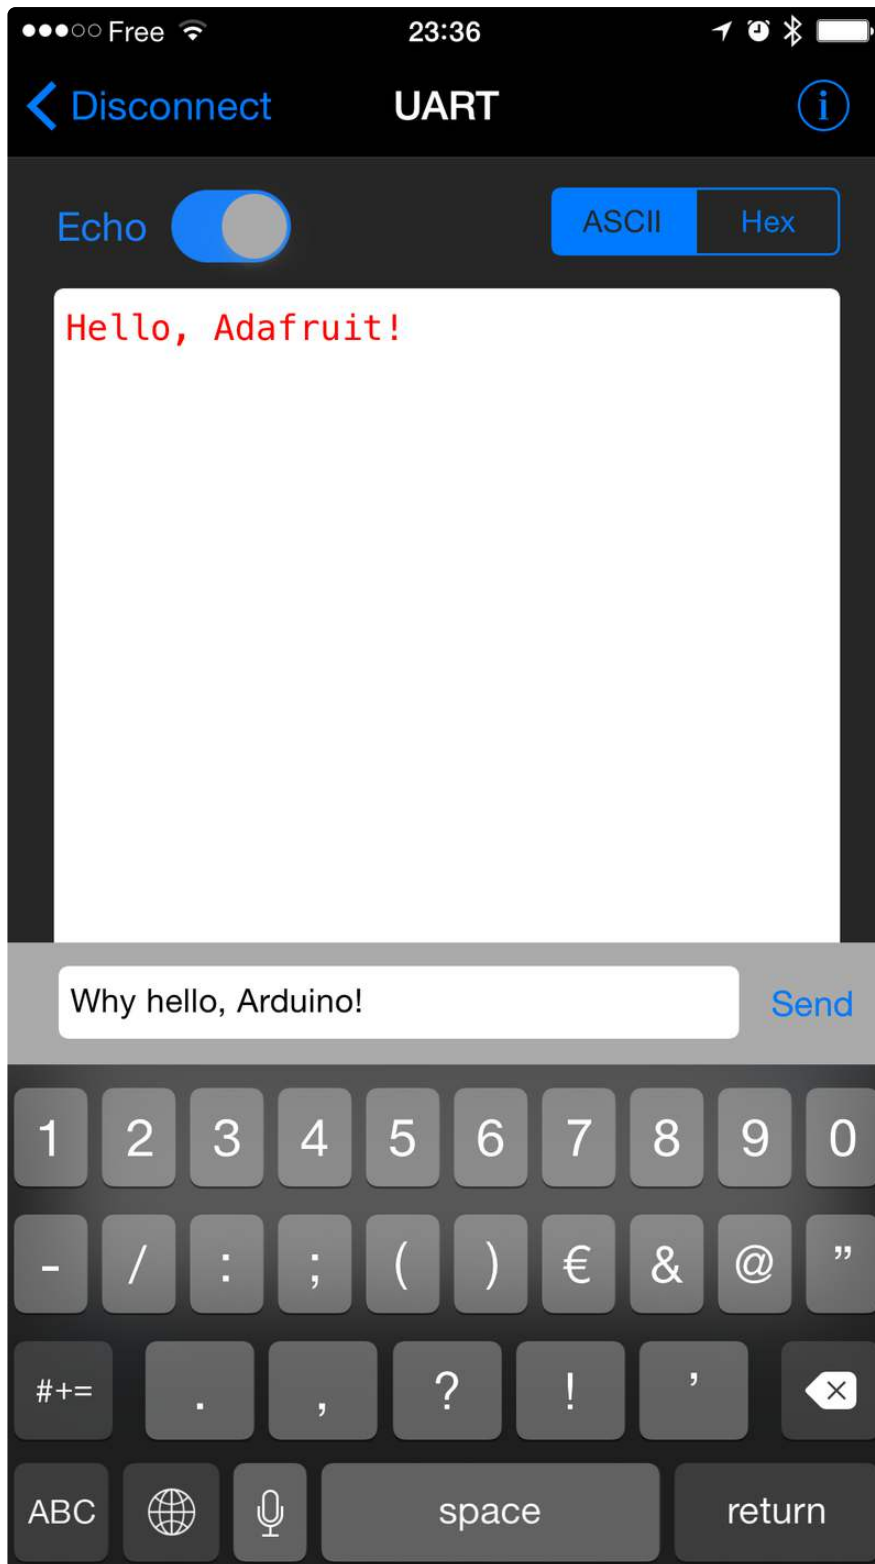 Free 23:36
Disconnect UART i
Echo ASCII Hex
Hello, Adafruit!
Why hello, Arduino! Send
1 2 3 4 5 6 7 8 9 0
- / : ; ( ) € & @ ”
#+= . , ? ! ’
ABC space return